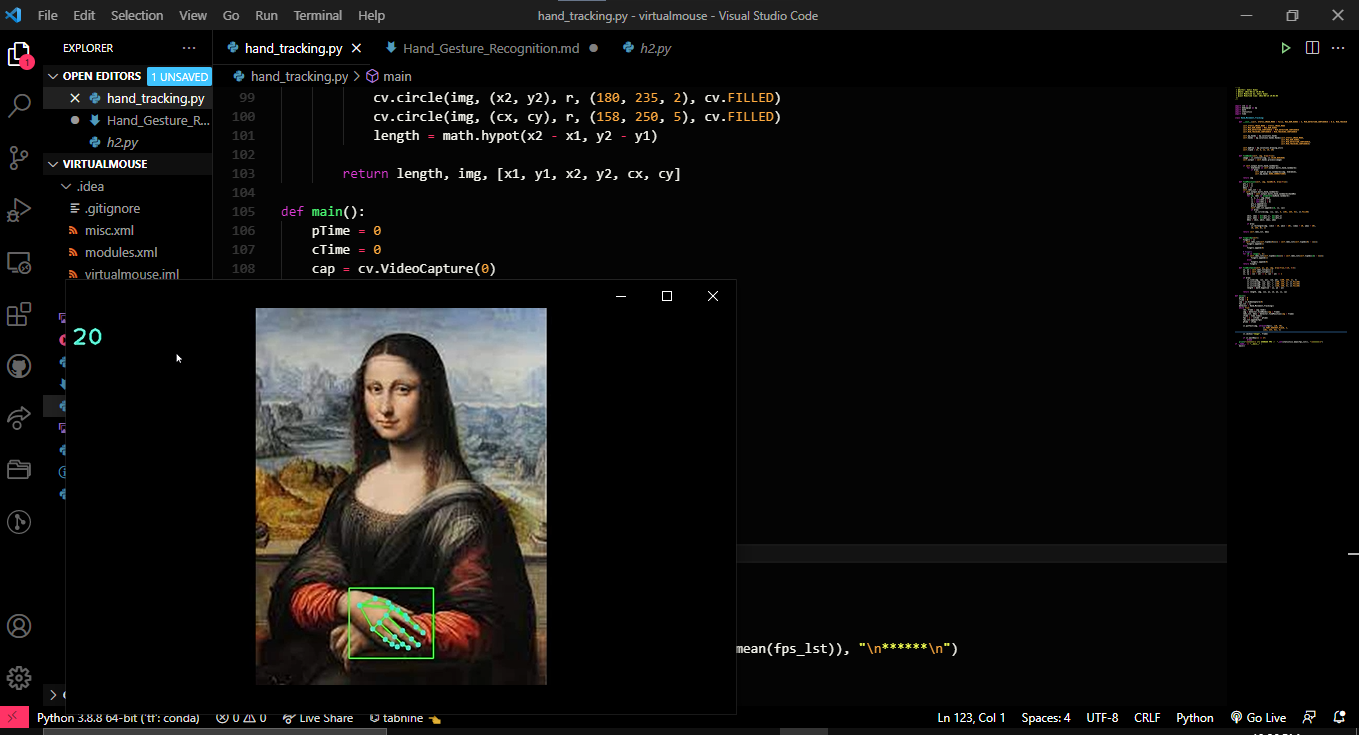 File Edit Selection View Go Run Terminal Help
hand_tracking.py - virtualmouse - Visual Studio Code
EXPLORER
hand_tracking.py
Hand_Gesture_Recognition.md
h2.py
OPEN EDITORS
1 UNSAVED
hand_tracking.py > main
1
hand_tracking.py
Hand_Gesture_R...
h2.py
VIRTUALMOUSE
.idea
.gitignore
misc.xml
modules.xml
virtualmouse.iml
99 cv.circle(img, (x2, y2), r, (180, 235, 2), cv.FILLED)
100 cv.circle(img, (cx, cy), r, (158, 250, 5), cv.FILLED)
101 length = math.hypot(x2 - x1, y2 - y1)
102
103 return length, img, [x1, y1, x2, y2, cx, cy]
104
105 def main():
106 pTime = 0
107 cTime = 0
108 cap = cv.VideoCapture(0)
20
mean(fps_lst)), "\n******\n")
Python 3.8.8 64-bit ('tf': conda) 0 0 Live Share tabnine Ln 123, Col 1 Spaces: 4 UTF-8 CRLF Python Go Live